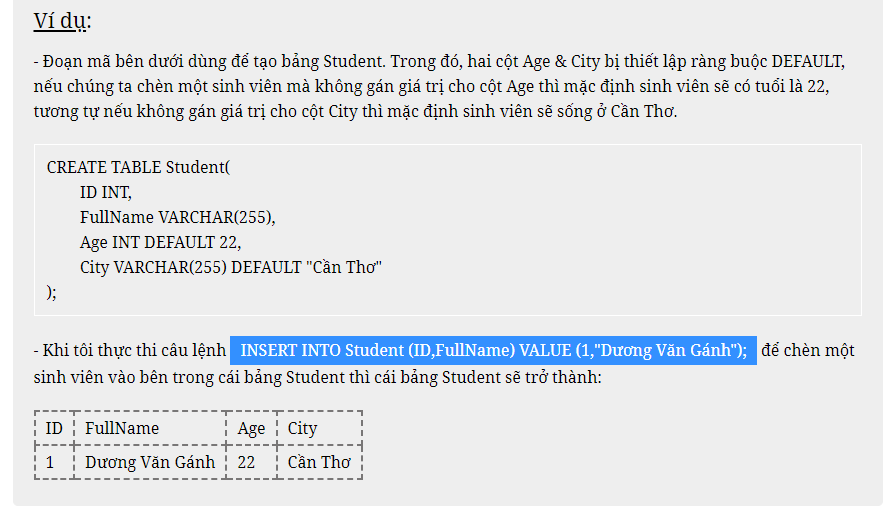 Ví dụ:
- Đoạn mã bên dưới dùng để tạo bảng Student. Trong đó, hai cột Age & City bị thiết lập ràng buộc DEFAULT,
nếu chúng ta chèn một sinh viên mà không gán giá trị cho cột Age thì mặc định sinh viên sẽ có tuổi là 22,
tương tự nếu không gán giá trị cho cột City thì mặc định sinh viên sẽ sống ở Cần Thơ.
CREATE TABLE Student(
ID INT,
FullName VARCHAR(255),
Age INT DEFAULT 22,
City VARCHAR(255) DEFAULT "Cần Thơ"
);
- Khi tôi thực thi câu lệnh INSERT INTO Student (ID,FullName) VALUE (1,"Dương Văn Gánh"); để chèn một
sinh viên vào bên trong cái bảng Student thì cái bảng Student sẽ trở thành:
ID FullName Age City
1 Dương Văn Gánh 22 Cần Thơ